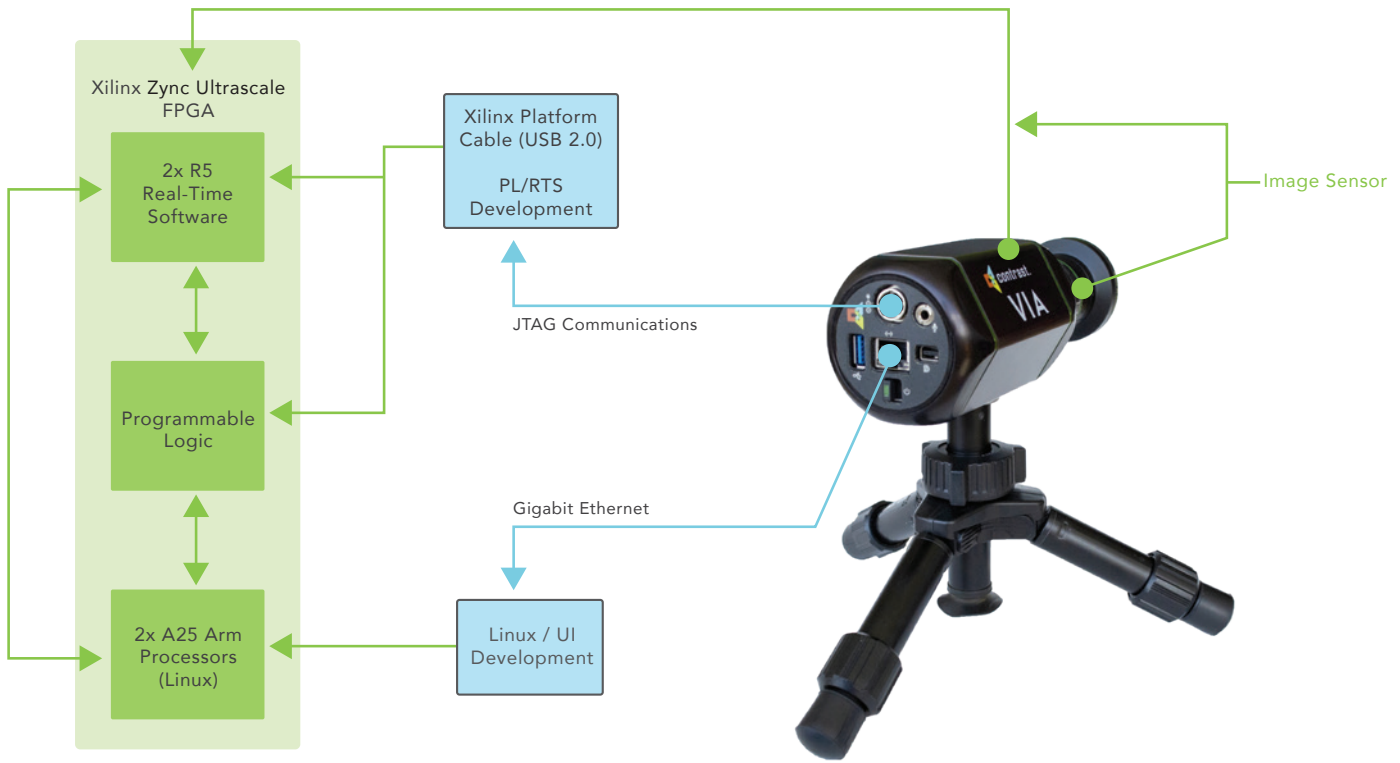 Xilinx Zync Ultrascale
FPGA
2x R5
Real-Time
Software
Programmable
Logic
2x A25 Arm
Processors
(Linux)
Xilinx Platform
Cable (USB 2.0)
PL/RTS
Development
JTAG Communications
Gigabit Ethernet
Linux / UI
Development
Image Sensor
contrast.
VIA